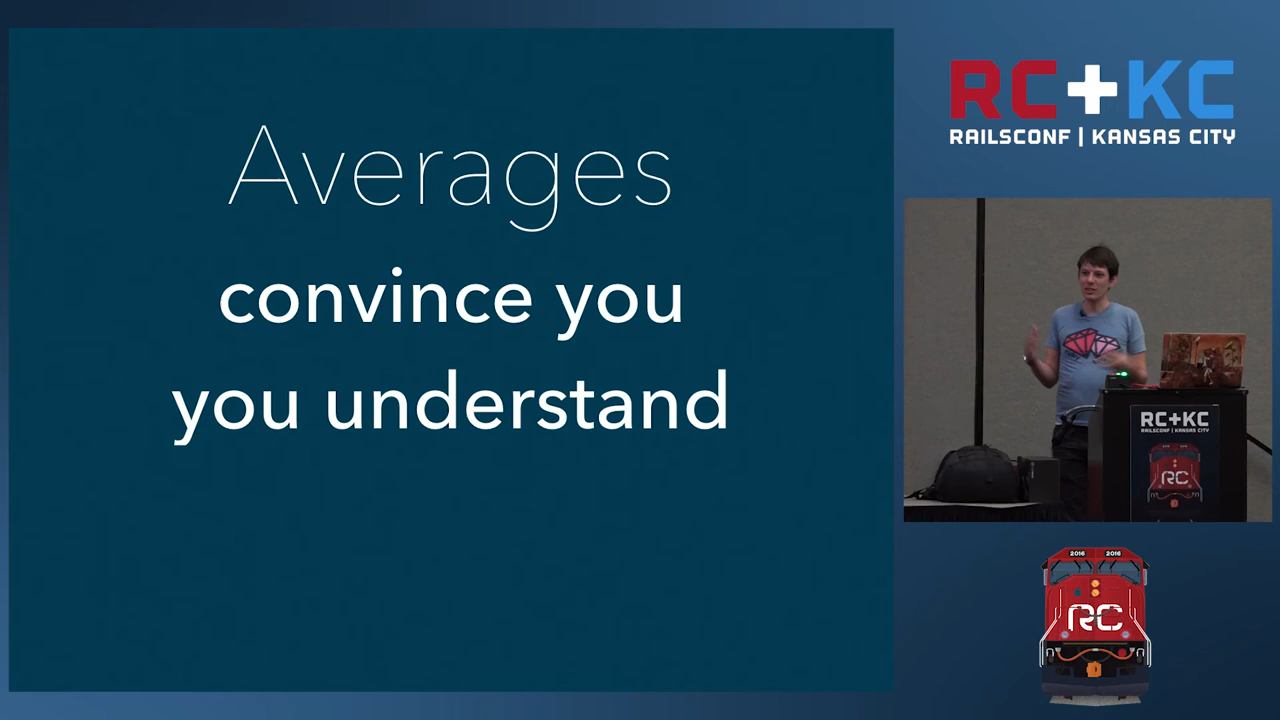 Averages
convince you
you understand
RC+KC
RAILSCONF | KANSAS CITY
RC+KC
RAILSCONF | KANSAS CITY
RC
2016 2016
RC